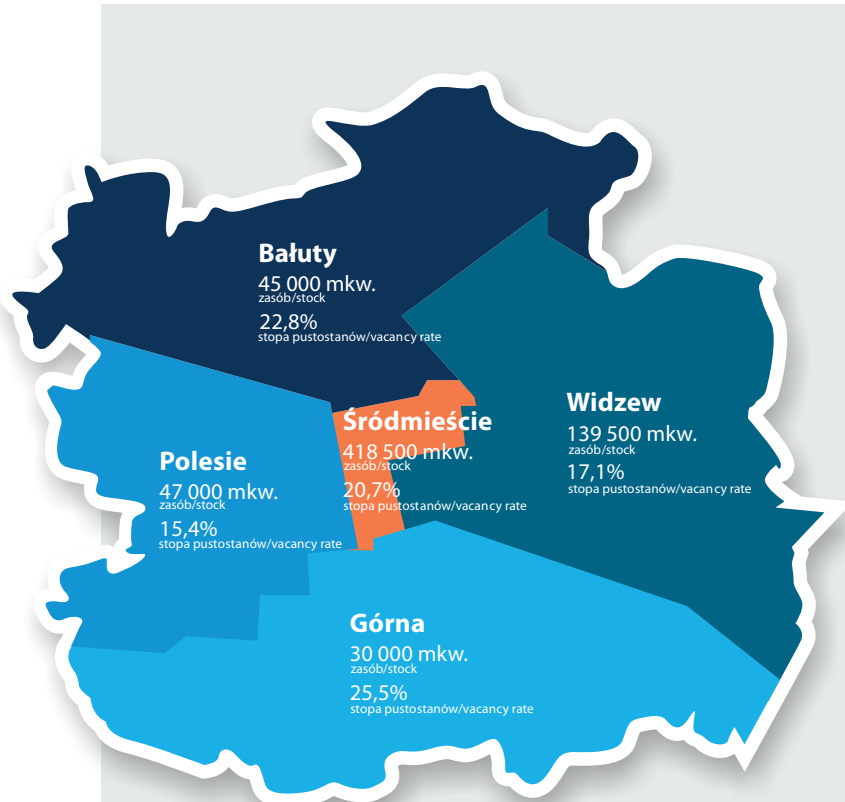 Bałuty
45 000 mkw.
zasób/stock
22,8%
stopa pustostanów/vacancy rate
Śródmieście
418 500 mkw.
zasób/stock
20,7%
stopa pustostanów/vacancy rate
Widzew
139 500 mkw.
zasób/stock
17,1%
stopa pustostanów/vacancy rate
Polesie
47 000 mkw.
zasób/stock
15,4%
stopa pustostanów/vacancy rate
Górna
30 000 mkw.
zasób/stock
25,5%
stopa pustostanów/vacancy rate